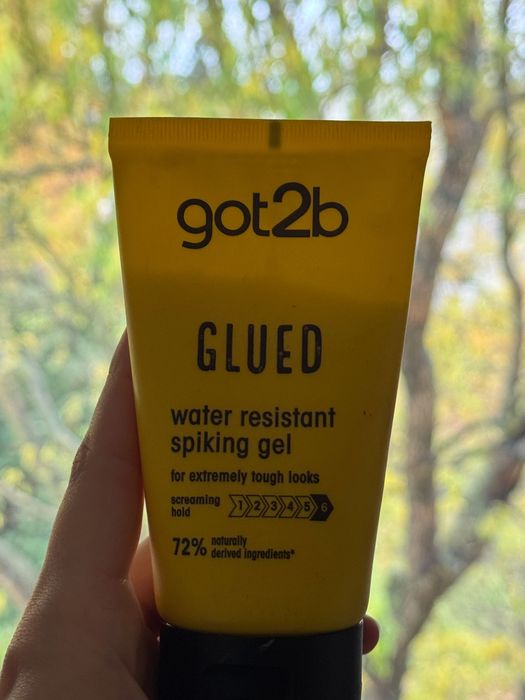 got2b
GLUED
water resistant
spiking gel
for extremely tough looks
screaming
hold
1 2 3 4 5 6
72% naturally
derived ingredients*